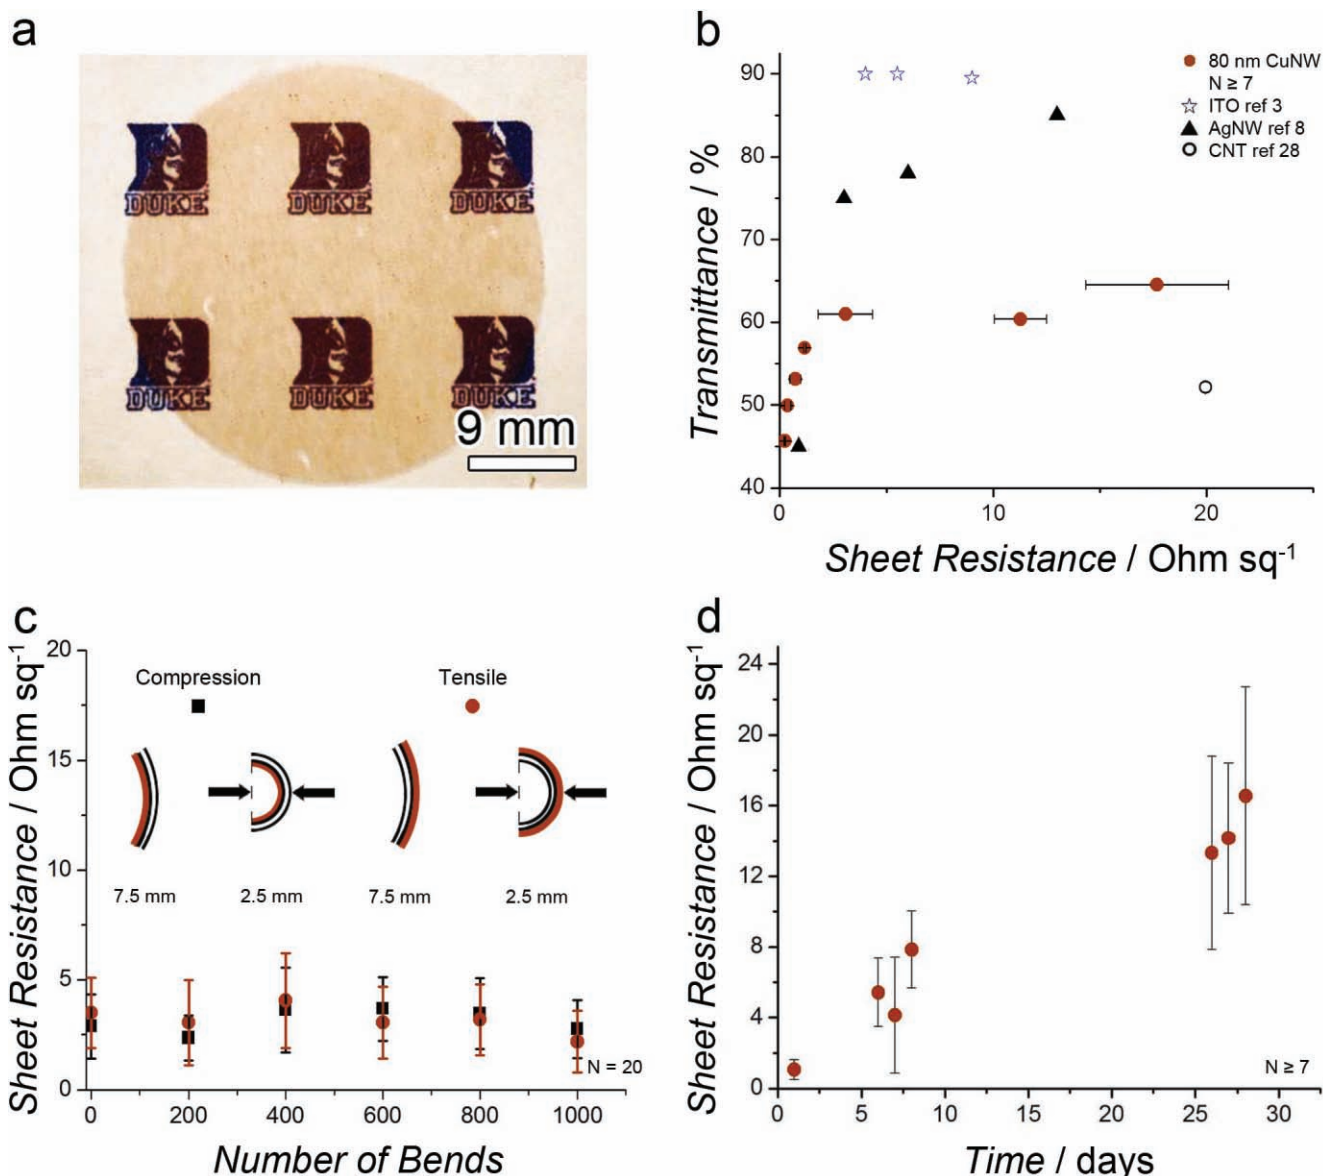 a
DUKE DUKE DUKE
DUKE DUKE DUKE
9 mm
b
Transmittance / %
90
80
70
60
50
40
0 10 20
Sheet Resistance / Ohm sq-1
80 nm CuNW
N ≥ 7
ITO ref 3
AgNW ref 8
CNT ref 28
c
Sheet Resistance / Ohm sq-1
20
15
10
5
0
Compression Tensile
7.5 mm 2.5 mm 7.5 mm 2.5 mm
N = 20
0 200 400 600 800 1000
Number of Bends
d
Sheet Resistance / Ohm sq-1
24
20
16
12
8
4
0
N ≥ 7
0 5 10 15 20 25 30
Time / days